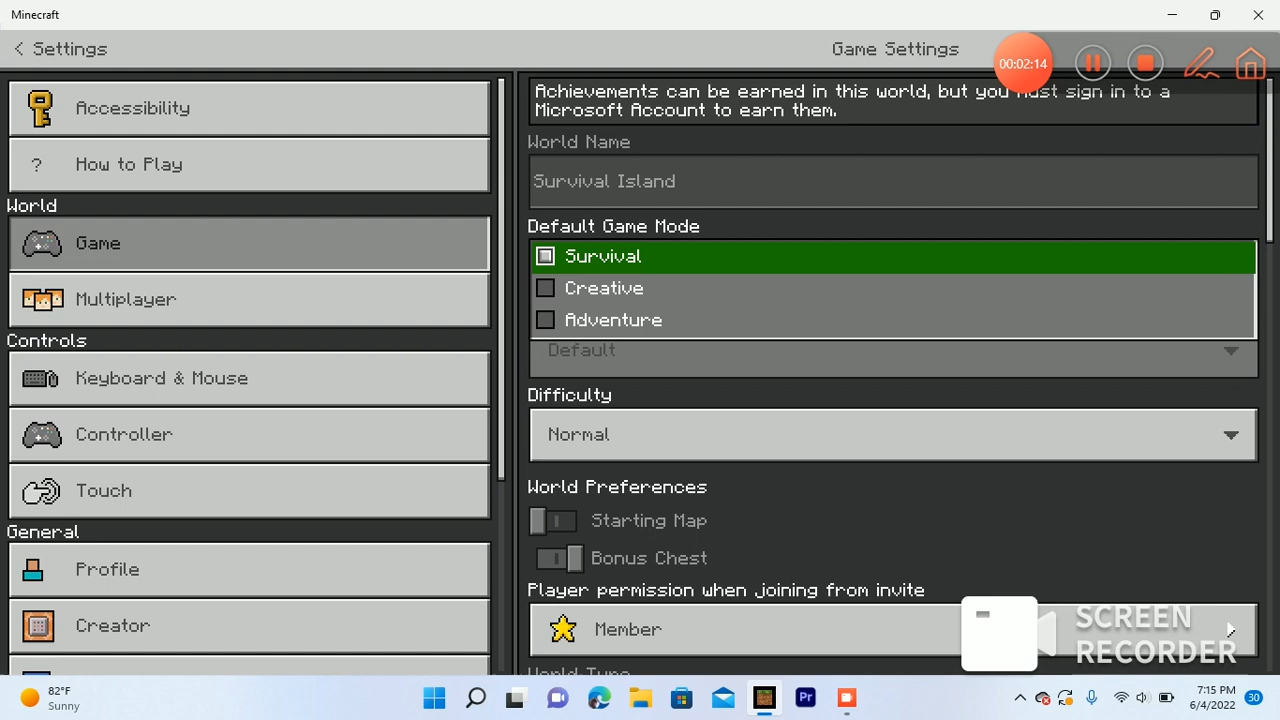 Minecraft
< Settings
Game Settings
00:02:14
Accessibility
? How to Play
World
Game
Multiplayer
Controls
Keyboard & Mouse
Controller
Touch
General
Profile
Creator
Achievements can be earned in this world, but you must sign in to a
Microsoft Account to earn them.
World Name
Survival Island
Default Game Mode
Survival
Creative
Adventure
Default
Difficulty
Normal
World Preferences
Starting Map
Bonus Chest
Player permission when joining from invite
Member
World Type
SCREEN
RECORDER
82°F
Sunny
Pr
7:15 PM
6/4/2022
30